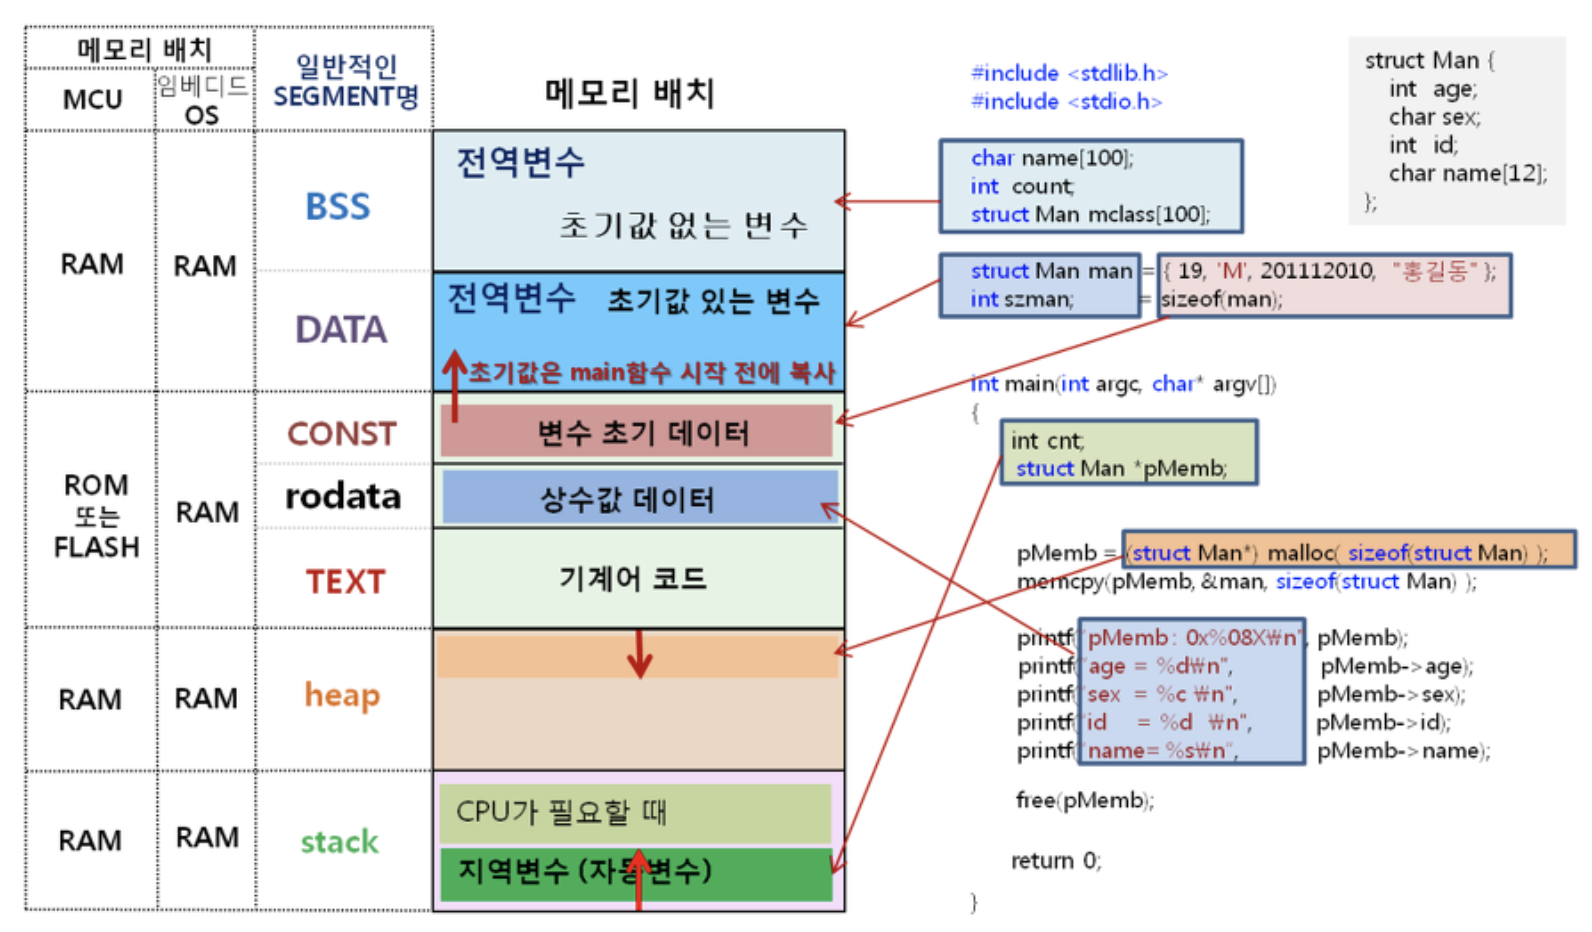 메모리 배치
MCU
임베디드
OS
일반적인
SEGMENT명
메모리 배치
RAM
RAM
BSS
전역변수
초기값 없는 변수
DATA
전역변수 초기값 있는 변수
초기값은 main함수 시작 전에 복사
ROM
또는
FLASH
RAM
CONST
변수 초기 데이터
rodata
상수값 데이터
TEXT
기계어 코드
RAM
RAM
heap
RAM
RAM
stack
CPU가 필요할 때
지역변수 (자동변수)
#include <stdlib.h>
#include <stdio.h>
char name[100];
int count;
struct Man mclass[100];
struct Man man = { 19, 'M', 201112010, "홍길동" };
int szman; = sizeof(man);
int main(int argc, char* argv[])
{
int cnt;
struct Man *pMemb;
pMemb = (struct Man*) malloc( sizeof(struct Man) );
memcpy(pMemb, &man, sizeof(struct Man) );
printf("pMemb : 0x%08X₩n", pMemb);
printf("age = %d₩n", pMemb->age);
printf("sex = %c ₩n", pMemb->sex);
printf("id = %d ₩n", pMemb->id);
printf("name= %s₩n", pMemb->name);
free(pMemb);
return 0;
}
struct Man {
int age;
char sex;
int id;
char name[12];
};